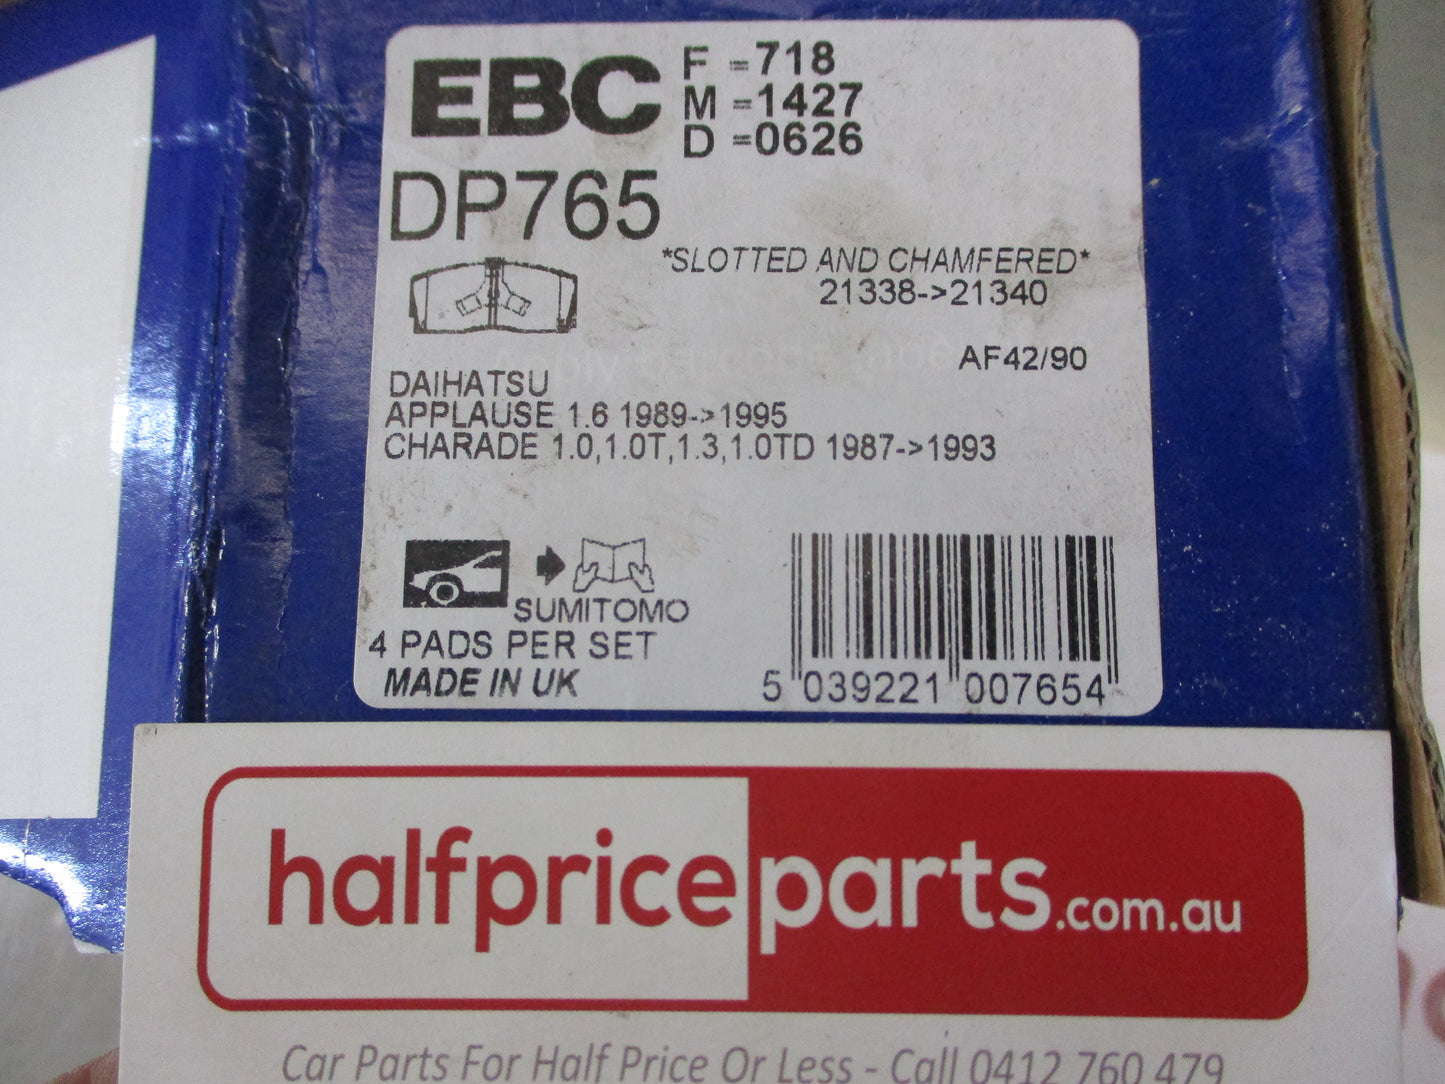 EBC
F =718
M =1427
D =0626
DP765
*SLOTTED AND CHAMFERED*
21338->21340
AF42/90
DAIHATSU
APPLAUSE 1.6 1989->1995
CHARADE 1.0,1.0T,1.3,1.0TD 1987->1993
SUMITOMO
4 PADS PER SET
MADE IN UK
5 039221 007654
halfpriceparts.com.au
Car Parts For Half Price Or Less - Call 0412 760 479